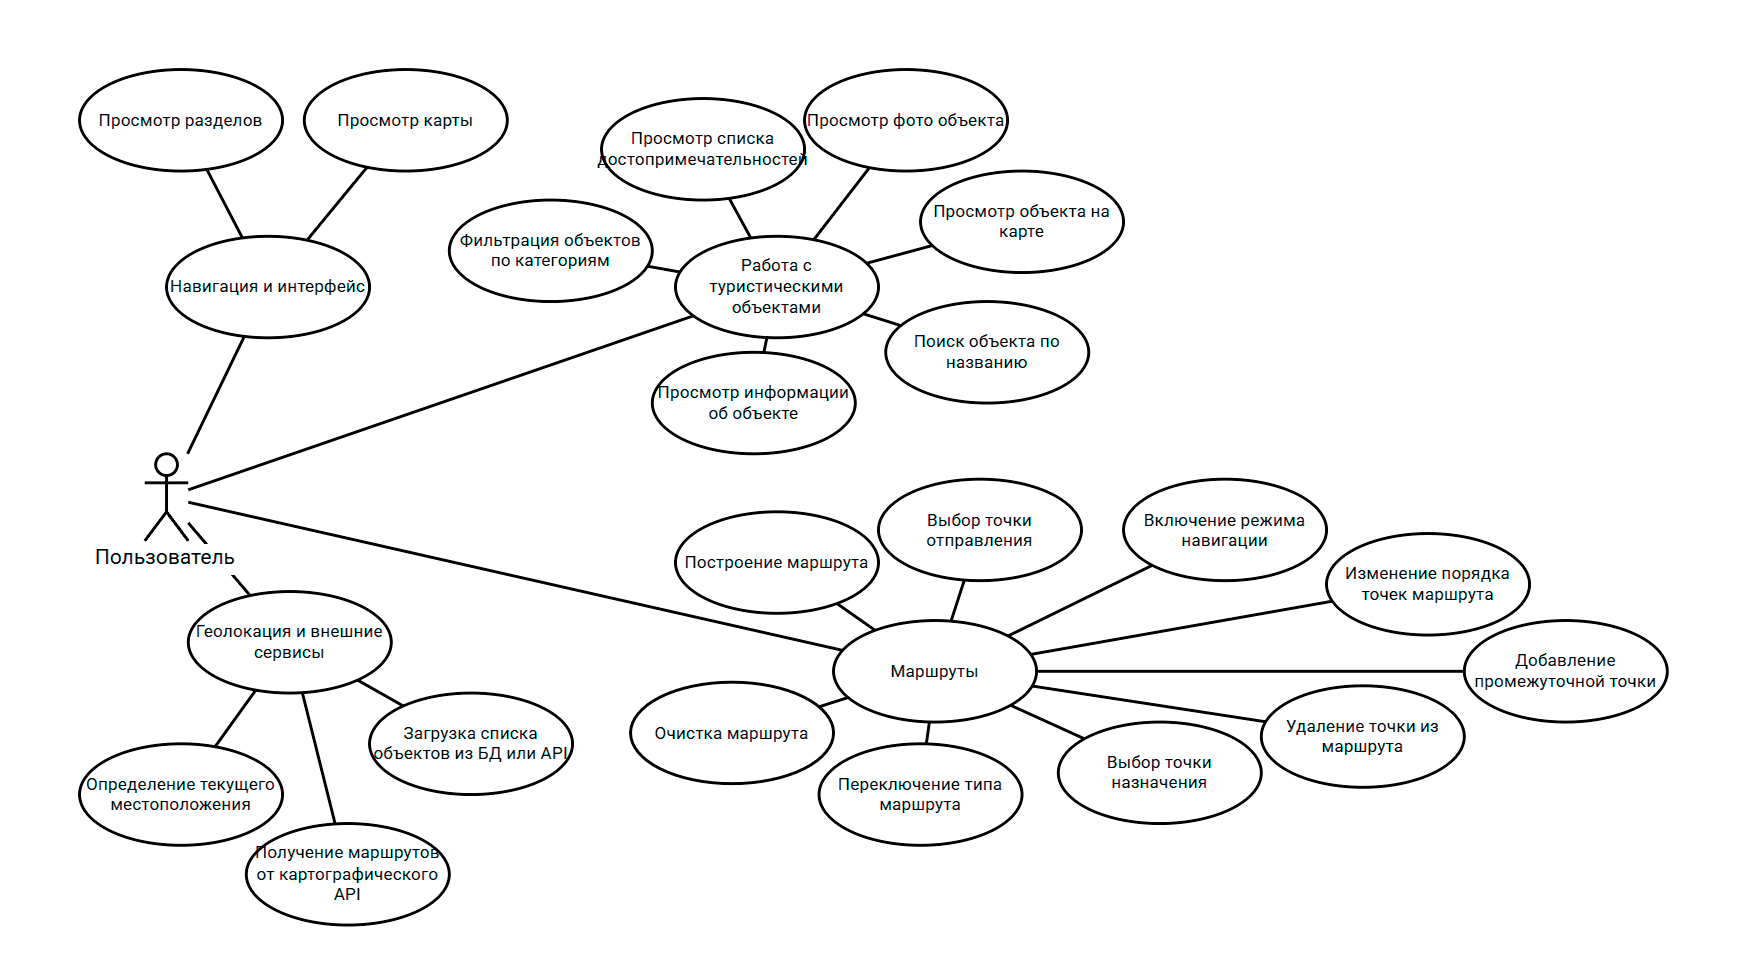 Просмотр разделов
Просмотр карты
Просмотр списка
достопримечательностей
Просмотр фото объекта
Фильтрация объектов
по категориям
Просмотр объекта на
карте
Навигация и интерфейс
Работа с
туристическими
объектами
Поиск объекта по
названию
Просмотр информации
об объекте
Пользователь
Построение маршрута
Выбор точки
отправления
Включение режима
навигации
Изменение порядка
точек маршрута
Геолокация и внешние
сервисы
Маршруты
Добавление
промежуточной точки
Загрузка списка
объектов из БД или API
Очистка маршрута
Удаление точки из
маршрута
Определение текущего
местоположения
Переключение типа
маршрута
Выбор точки
назначения
Получение маршрутов
от картографического
API